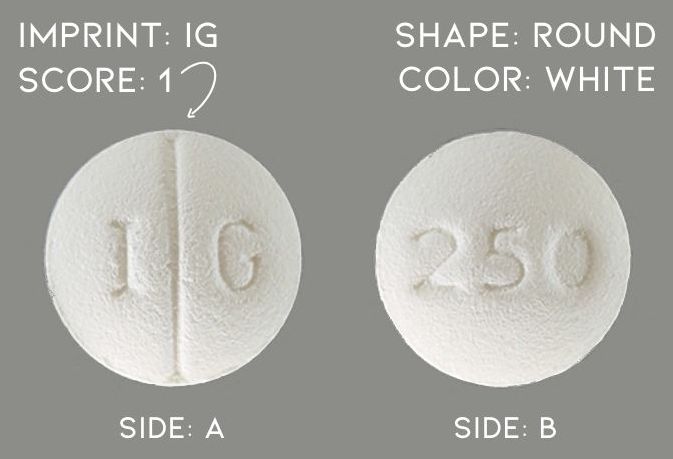 IMPRINT: IG
SCORE: 1
SHAPE: ROUND
COLOR: WHITE
I G
250
SIDE: A
SIDE: B